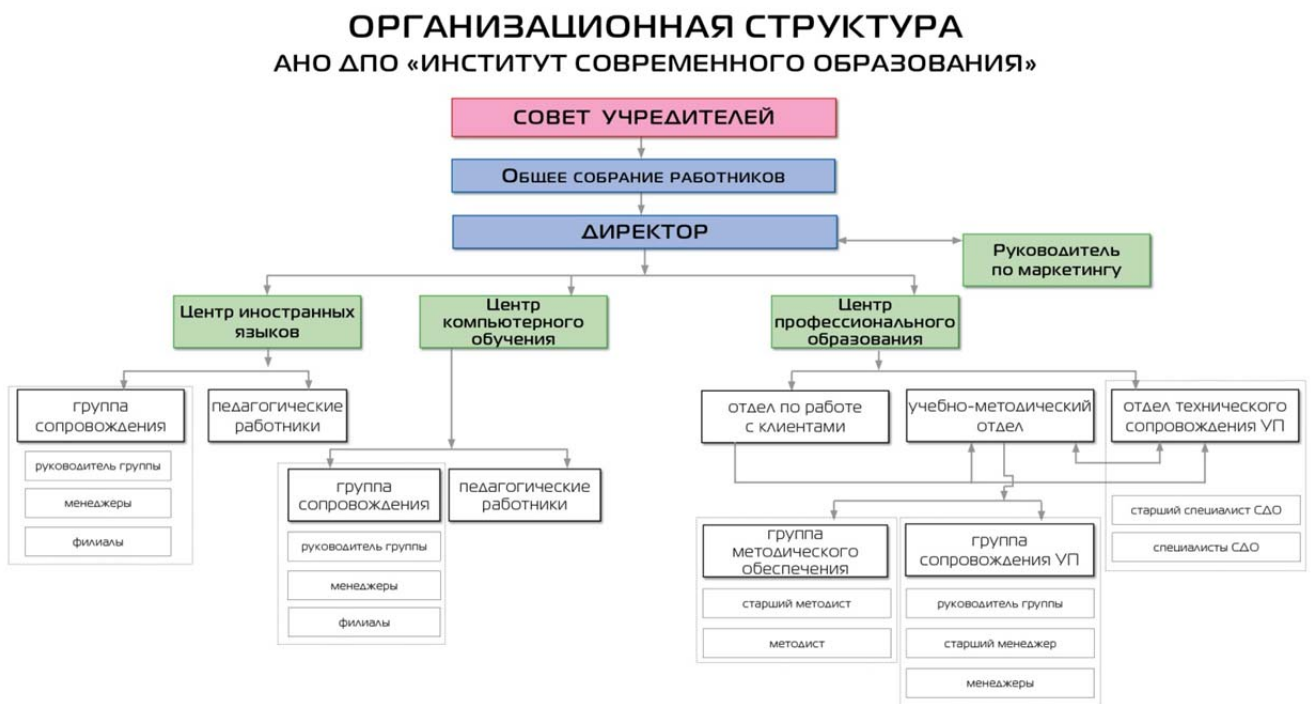 ОРГАНИЗАЦИОННАЯ СТРУКТУРА
АНО ДПО «ИНСТИТУТ СОВРЕМЕННОГО ОБРАЗОВАНИЯ»
СОВЕТ УЧРЕДИТЕЛЕЙ
Общее собрание работников
ДИРЕКТОР
Руководитель
по маркетингу
Центр иностранных
языков
Центр
компьютерного
обучения
Центр
профессионального
образования
группа
сопровождения
руководитель группы
менеджеры
филиалы
педагогические
работники
группа
сопровождения
руководитель группы
менеджеры
филиалы
педагогические
работники
отдел по работе
с клиентами
учебно-методический
отдел
отдел технического
сопровождения УП
старший специалист СДО
специалисты СДО
группа
методического
обеспечения
старший методист
методист
группа
сопровождения УП
руководитель группы
старший менеджер
менеджеры